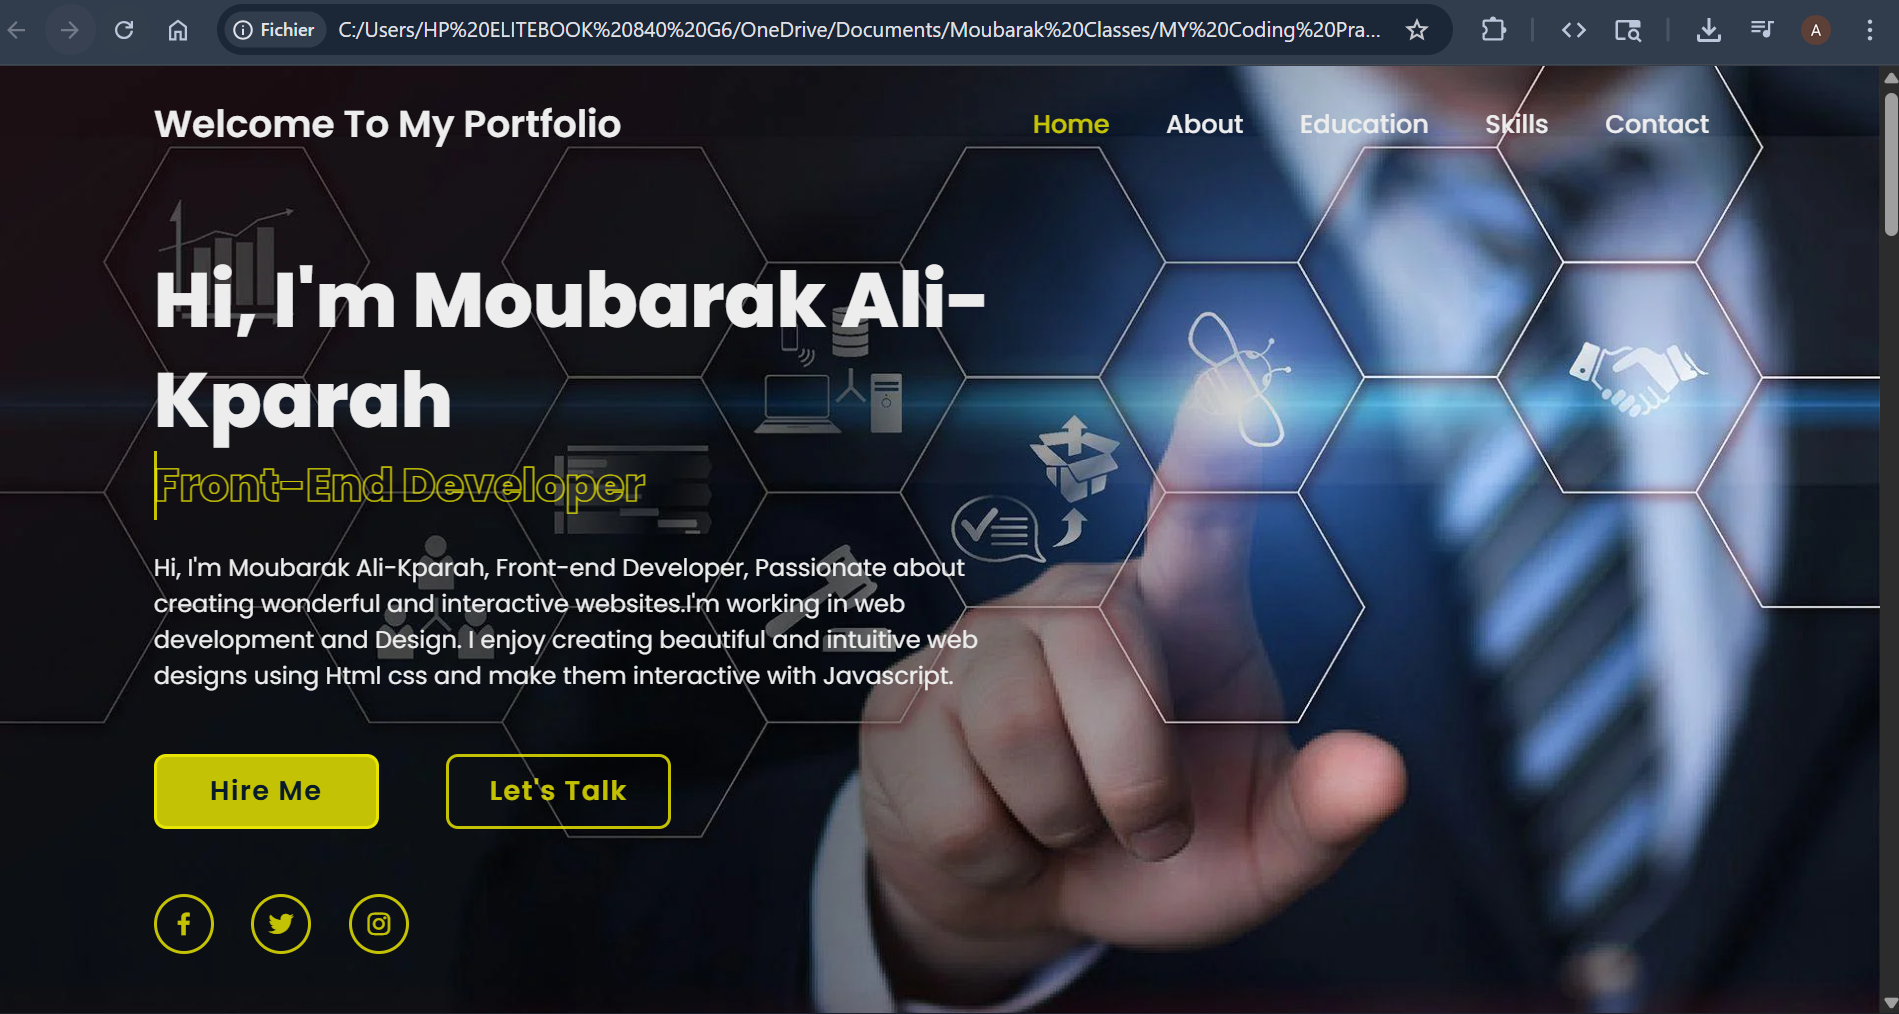 Fichier
C:/Users/HP%20ELITEBOOK%20840%20G6/OneDrive/Documents/Moubarak%20Classes/MY%20Coding%20Pra...
A
Welcome To My Portfolio
Home About Education Skills Contact
Hi, I'm Moubarak Ali-
Kparah
Front-End Developer
Hi, I'm Moubarak Ali-Kparah, Front-end Developer, Passionate about
creating wonderful and interactive websites.I'm working in web
development and Design. I enjoy creating beautiful and intuitive web
designs using Html css and make them interactive with Javascript.
Hire Me
Let's Talk